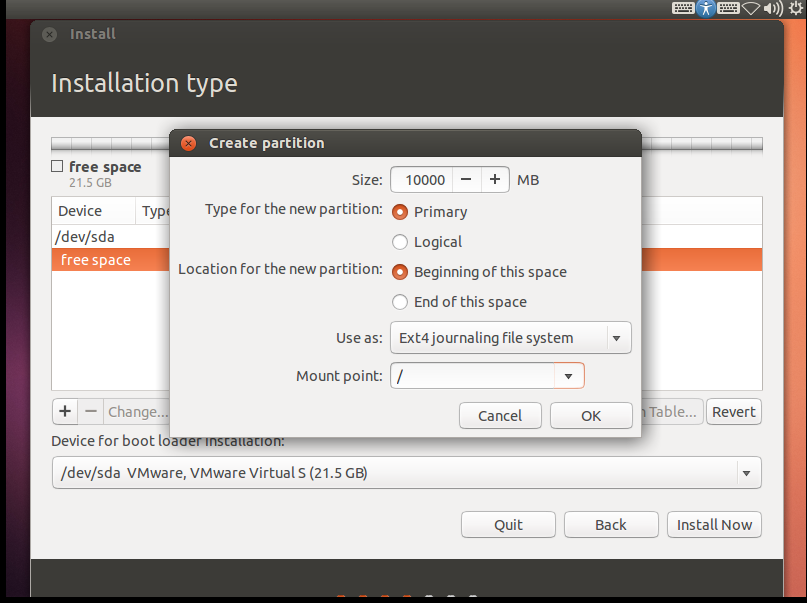 Install
Installation type
free space
21.5 GB
Device Type
/dev/sda
free space
Create partition
Size: 10000 − + MB
Type for the new partition: Primary
Logical
Location for the new partition: Beginning of this space
End of this space
Use as: Ext4 journaling file system
Mount point: /
Cancel OK
+ − Change... Table... Revert
Device for boot loader installation:
/dev/sda VMware, VMware Virtual S (21.5 GB)
Quit Back Install Now